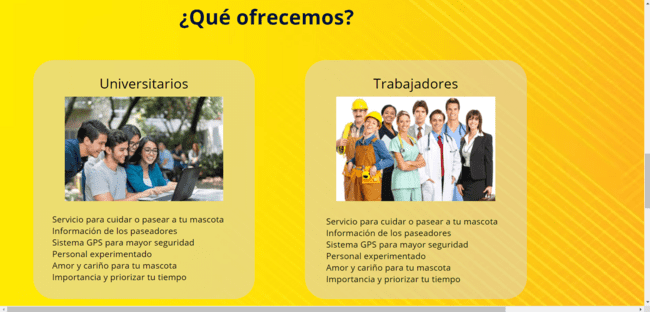 ¿Qué ofrecemos?
Universitarios
Servicio para cuidar o pasear a tu mascota
Información de los paseadores
Sistema GPS para mayor seguridad
Personal experimentado
Amor y cariño para tu mascota
Importancia y priorizar tu tiempo
Trabajadores
Servicio para cuidar o pasear a tu mascota
Información de los paseadores
Sistema GPS para mayor seguridad
Personal experimentado
Amor y cariño para tu mascota
Importancia y priorizar tu tiempo